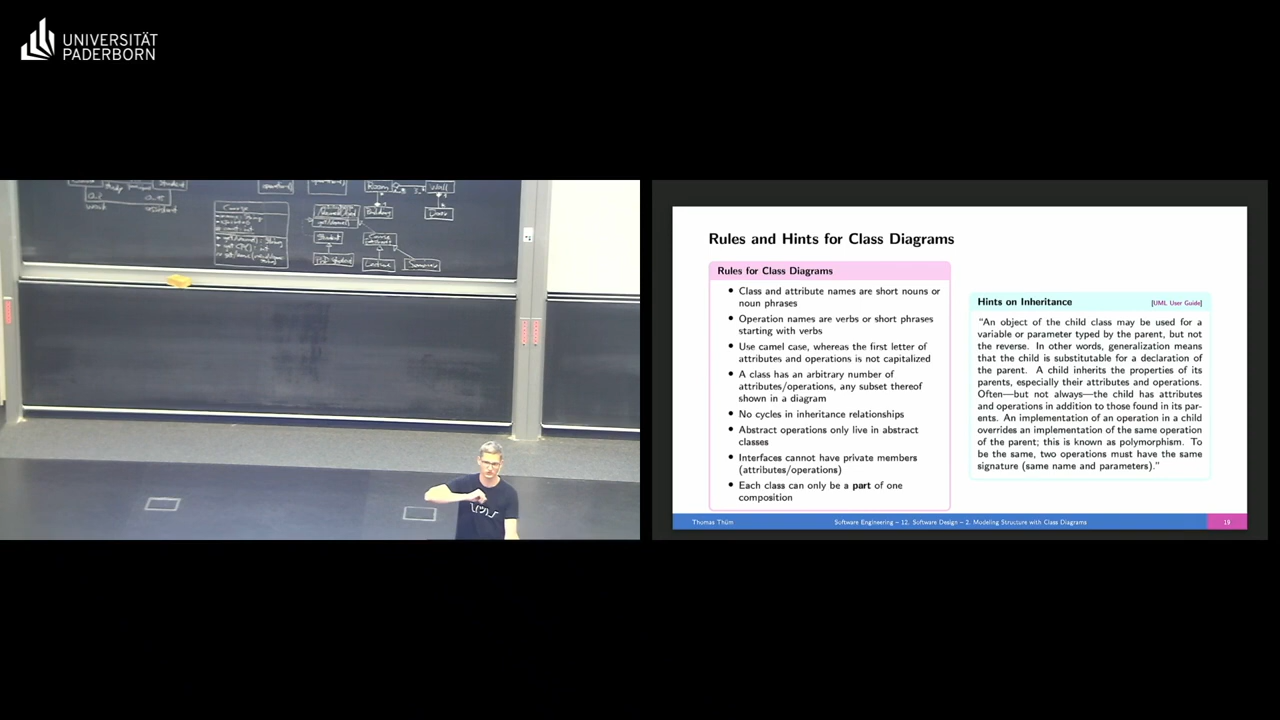 UNIVERSITÄT
PADERBORN
Room
Wall
Building
Door
Course
Student
Lecture
Seminar
Rules and Hints for Class Diagrams
Rules for Class Diagrams
• Class and attribute names are short nouns or
noun phrases
• Operation names are verbs or short phrases
starting with verbs
• Use camel case, whereas the first letter of
attributes and operations is not capitalized
• A class has an arbitrary number of
attributes/operations, any subset thereof
shown in a diagram
• No cycles in inheritance relationships
• Abstract operations only live in abstract
classes
• Interfaces cannot have private members
(attributes/operations)
• Each class can only be a part of one
composition
Hints on Inheritance [UML User Guide]
“An object of the child class may be used for a
variable or parameter typed by the parent, but not
the reverse. In other words, generalization means
that the child is substitutable for a declaration of
the parent. A child inherits the properties of its
parents, especially their attributes and operations.
Often—but not always—the child has attributes
and operations in addition to those found in its par-
ents. An implementation of an operation in a child
overrides an implementation of the same operation
of the parent; this is known as polymorphism. To
be the same, two operations must have the same
signature (same name and parameters).”
Thomas Thüm Software Engineering – 12. Software Design – 2. Modeling Structure with Class Diagrams 19